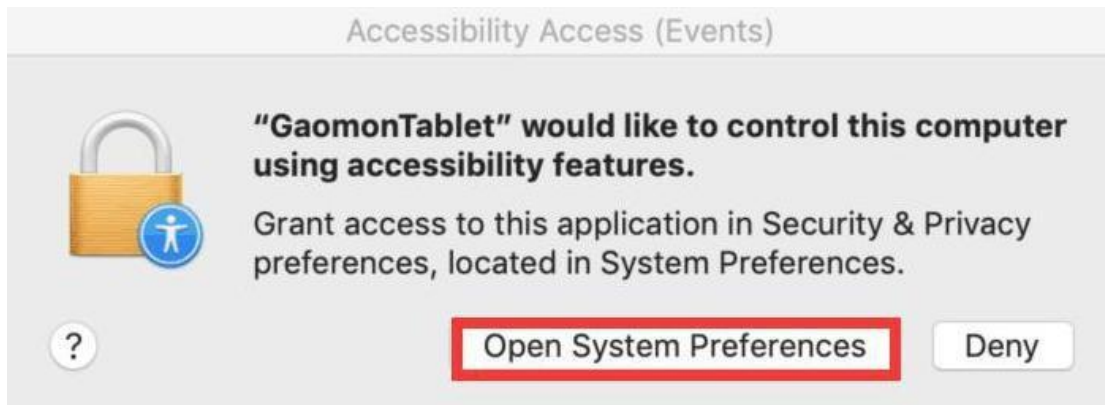 Accessibility Access (Events)
“GaomonTablet” would like to control this computer
using accessibility features.
Grant access to this application in Security & Privacy
preferences, located in System Preferences.
?
Open System Preferences
Deny